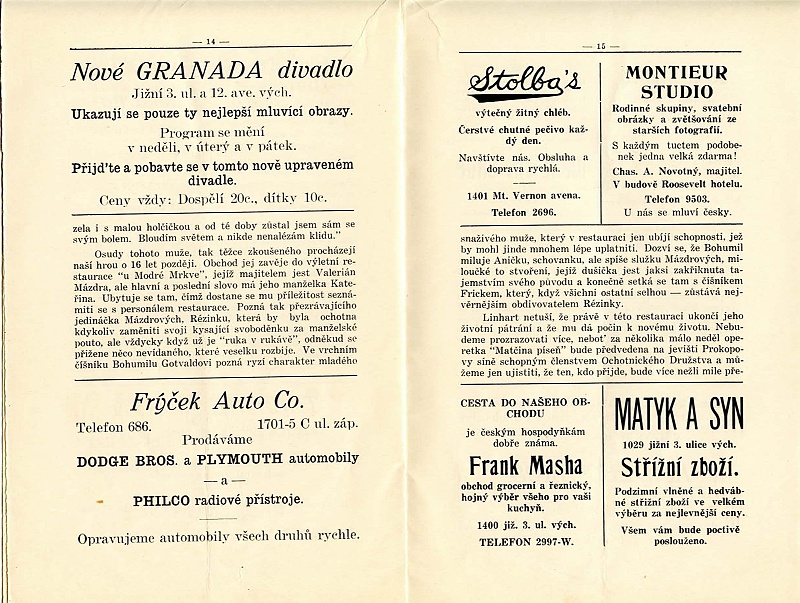 — 14 —
Nové GRANADA divadlo
Jižní 3. ul. a 12. ave. vých.
Ukazují se pouze ty nejlepší mluvící obrazy.
Program se mění
v neděli, v úterý a v pátek.
Přijď'te a pobavte se v tomto nově upraveném
divadle.
Ceny vždy: Dospělí 20c., dítky 10c.
zela i s malou holčičkou a od té doby zůstal jsem sám se
svým bolem. Bloudím světem a nikde nenalézám klidu."
Osudy tohoto muže, tak těžce zkoušeného procházejí
naší hrou o 16 let později. Obchod jej zavěje do výletní re-
staurace "u Modré Mrkve", jejíž majitelem jest Valerián
Mázdra, ale hlavní a poslední slovo má jeho manželka Kate-
řina. Ubytuje se tam, čímž dostane se mu příležitost sezná-
miti se s personálem restaurace. Pozná tak přezrávajícího
jedináčka Mázdrových, Rézinku, která by byla ochotna
kdykoliv zaměniti svojí kysající svoboděnku za manželské
pouto, ale vždycky když už je "ruka v rukávě", odněkud se
přižene něco nevídaného, které veselku rozbije. Ve vrchním
číšníku Bohumilu Gotvaldovi pozná ryzí charakter mladého
Frýček Auto Co.
Telefon 686. 1701-5 C ul. záp.
Prodáváme
DODGE BROS. a PLYMOUTH automobily
— a —
PHILCO radiové přístroje.
Opravujeme automobily všech druhů rychle.
— 15 —
Stolba's
výtečný žitný chléb.
Čerstvé chutné pečivo kaž-
dý den.
Navštivte nás. Obsluha a
doprava rychlá.
1401 Mt. Vernon avena.
Telefon 2696.
MONTIEUR
STUDIO
Rodinné skupiny, svatební
obrázky a zvětšování ze
starších fotografií.
S každým tuctem podobe-
nek jedna velká zdarma!
Chas. A. Novotný, majitel.
V budově Roosevelt hotelu.
Telefon 9503.
U nás se mluví česky.
snaživého muže, který v restauraci jen ubíjí schopnosti, jež
by mohl jinde mnohem lépe uplatniti. Dozví se, že Bohumil
miluje Aničku, schovanku, ale spíše služku Mázdrových, mi-
loučké to stvoření, jejíž dušička jest jaksi zakřiknuta ta-
jemstvím svého původu a konečně setká se tam s číšníkem
Frickem, který, když všichni ostatní selhou — zůstává nej-
věrnějším obdivovatelem Rézinky.
Linhart netuší, že právě v této restauraci ukončí jeho
životní pátrání a že mu dá počin k novému životu. Nebu-
deme prozrazovati více, neboť za několika málo neděl ope-
retka "Matčina píseň" bude předvedena na jevišti Prokopo-
vy síně schopným členstvem Ochotnického Družstva a mů-
žeme jen ujistiti, že ten, kdo přijde, bude více nežli mile pře-
CESTA DO NAŠEHO OB-
CHODU
je českým hospodyňkám
dobře známa.
Frank Masha
obchod grocerní a řeznický,
hojný výběr všeho pro vaši
kuchyň.
1400 již. 3. ul. vých.
TELEFON 2997-W.
MATYK A SYN
1029 jižní 3. ulice vých.
Střižní zboží.
Podzimní vlněné a hedváb-
né střižní zboží ve velkém
výběru za nejlevnější ceny.
Všem vám bude poctivě
poslouženo.